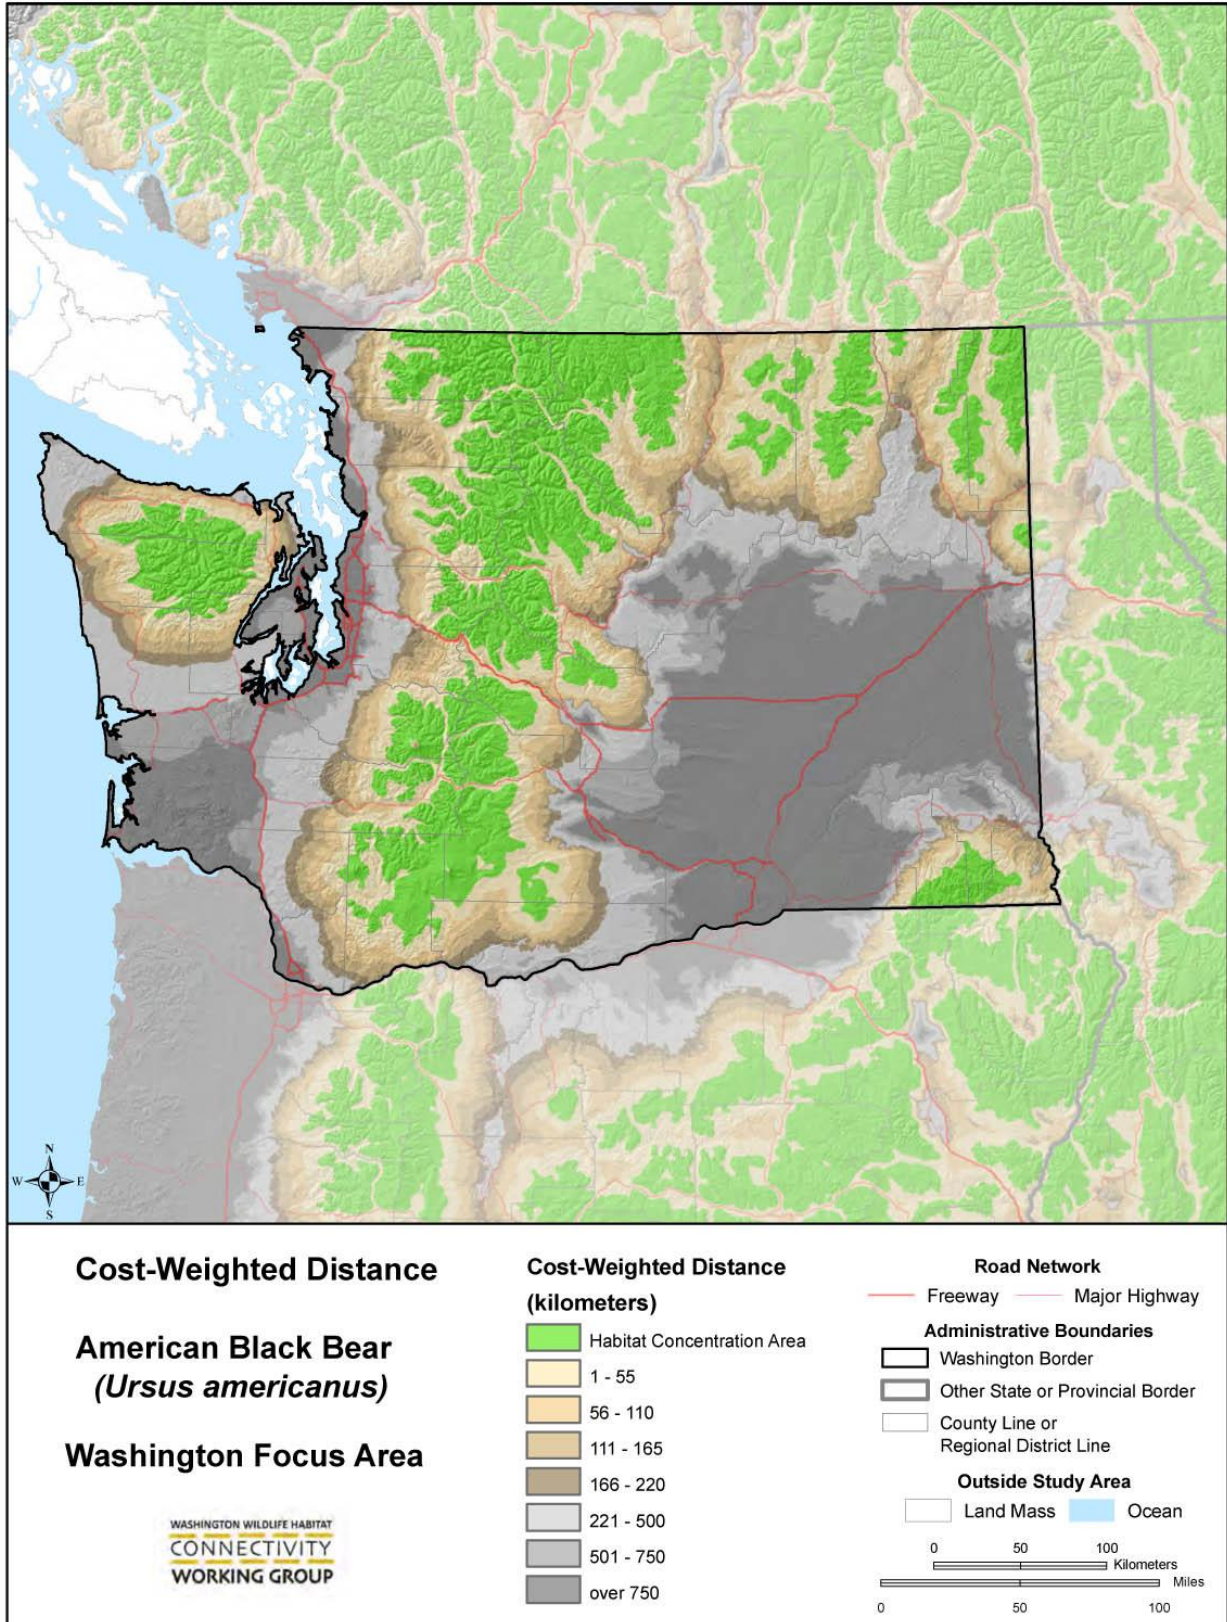 N
W E
S
Cost-Weighted Distance
American Black Bear
(Ursus americanus)
Washington Focus Area
WASHINGTON WILDLIFE HABITAT
CONNECTIVITY
WORKING GROUP
Cost-Weighted Distance
(kilometers)
Habitat Concentration Area
1 - 55
56 - 110
111 - 165
166 - 220
221 - 500
501 - 750
over 750
Road Network
Freeway Major Highway
Administrative Boundaries
Washington Border
Other State or Provincial Border
County Line or
Regional District Line
Outside Study Area
Land Mass Ocean
0 50 100
Kilometers
Miles
0 50 100